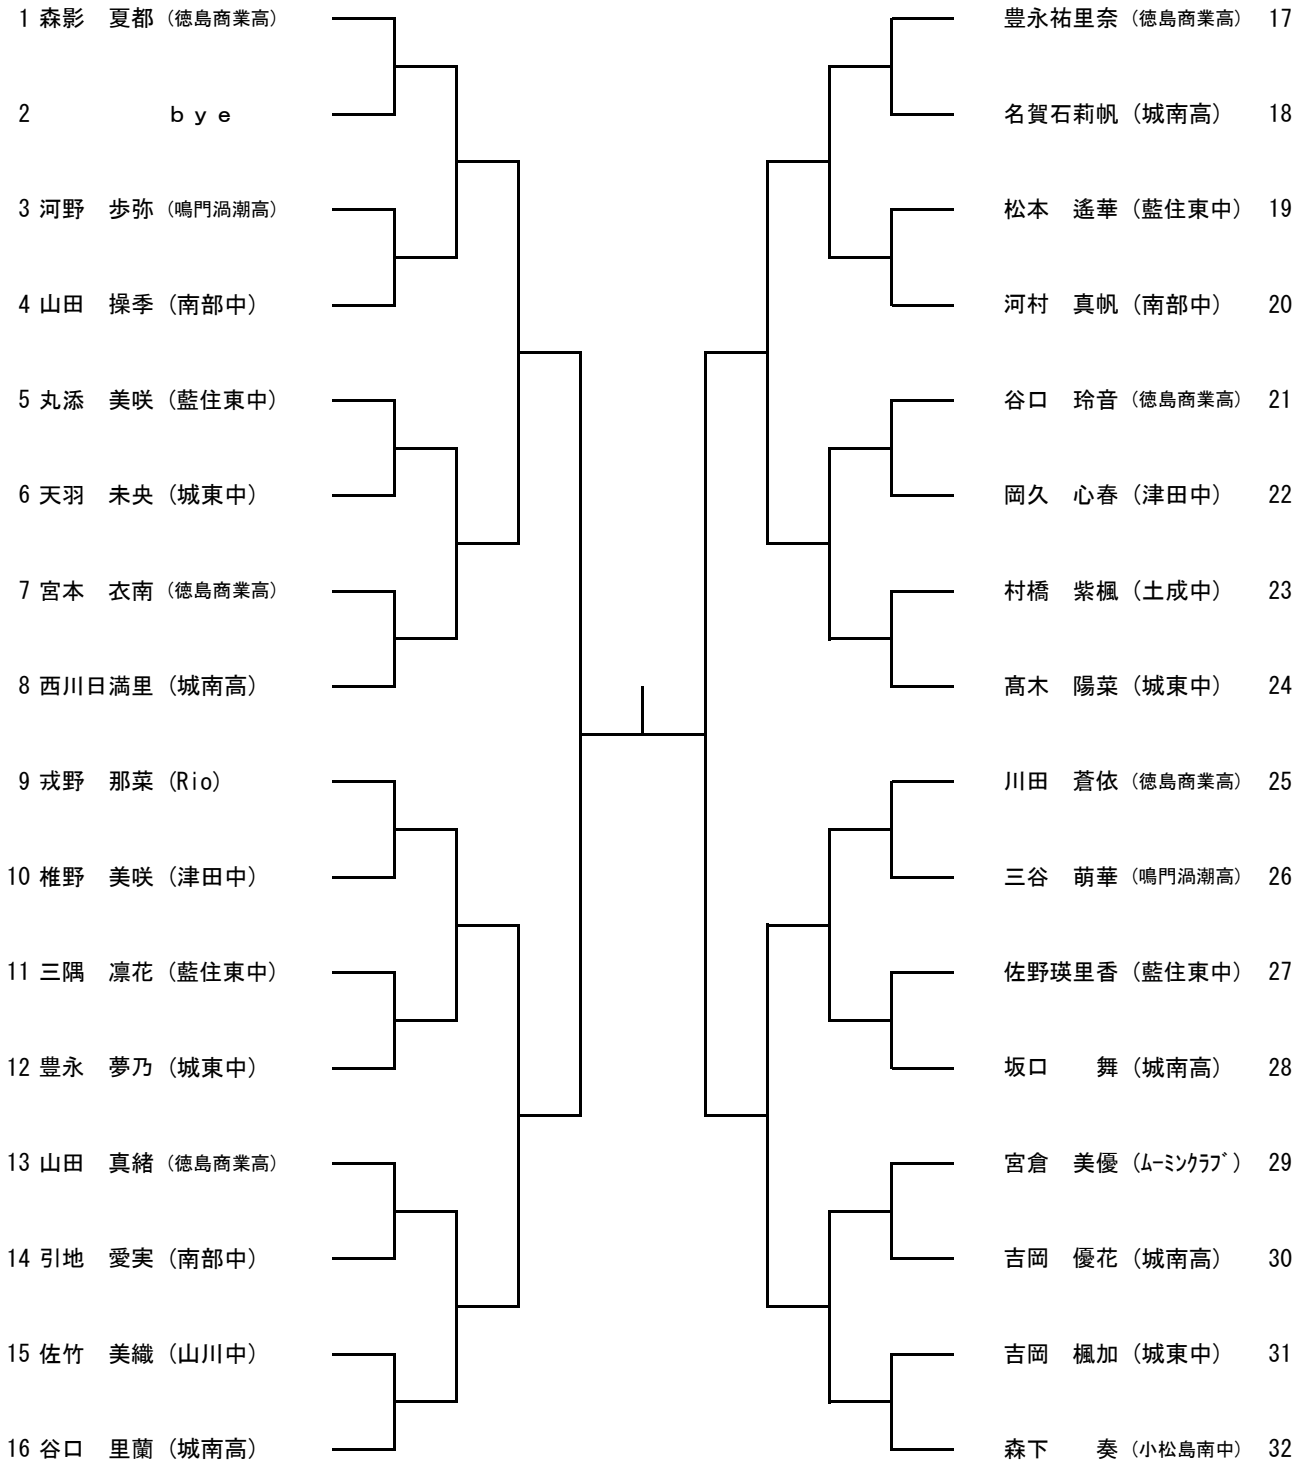 1 森影　夏都 (徳島商業高)
2 ｂｙｅ
3 河野　歩弥 (鳴門渦潮高)
4 山田　操季 (南部中)
5 丸添　美咲 (藍住東中)
6 天羽　未央 (城東中)
7 宮本　衣南 (徳島商業高)
8 西川日満里 (城南高)
9 戎野　那菜 (Rio)
10 椎野　美咲 (津田中)
11 三隅　凛花 (藍住東中)
12 豊永　夢乃 (城東中)
13 山田　真緒 (徳島商業高)
14 引地　愛実 (南部中)
15 佐竹　美織 (山川中)
16 谷口　里蘭 (城南高)
豊永祐里奈 (徳島商業高) 17
名賀石莉帆 (城南高) 18
松本　遙華 (藍住東中) 19
河村　真帆 (南部中) 20
谷口　玲音 (徳島商業高) 21
岡久　心春 (津田中) 22
村橋　紫楓 (土成中) 23
髙木　陽菜 (城東中) 24
川田　蒼依 (徳島商業高) 25
三谷　萌華 (鳴門渦潮高) 26
佐野瑛里香 (藍住東中) 27
坂口　　舞 (城南高) 28
宮倉　美優 (ﾑｰﾐﾝｸﾗﾌﾞ) 29
吉岡　優花 (城南高) 30
吉岡　楓加 (城東中) 31
森下　　奏 (小松島南中) 32